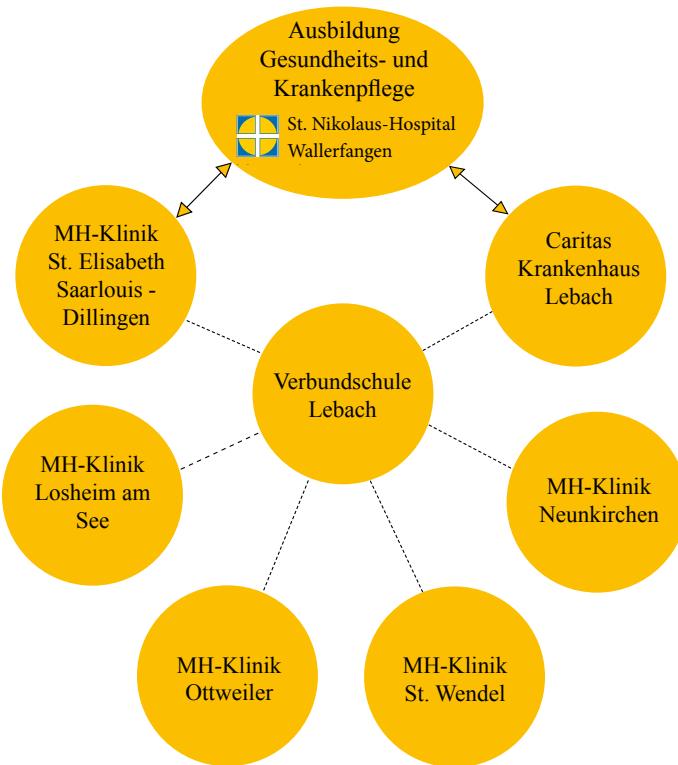 Ausbildung
Gesundheits- und
Krankenpflege
St. Nikolaus-Hospital
Wallerfangen
MH-Klinik
St. Elisabeth
Saarlouis -
Dillingen
Caritas
Krankenhaus
Lebach
Verbundschule
Lebach
MH-Klinik
Losheim am
See
MH-Klinik
Neunkirchen
MH-Klinik
Ottweiler
MH-Klinik
St. Wendel